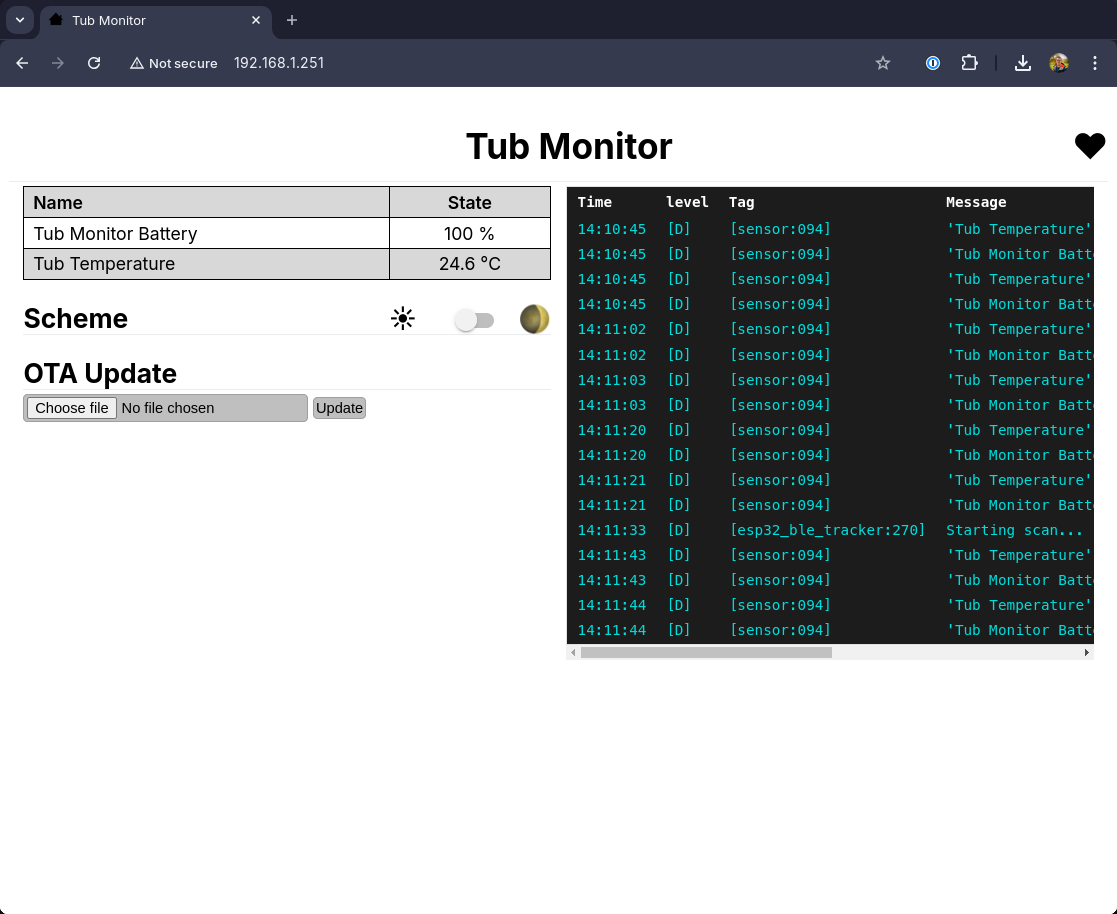 Tub Monitor
Not secure 192.168.1.251
Tub Monitor
Name State
Tub Monitor Battery 100 %
Tub Temperature 24.6 °C
Scheme
OTA Update
Choose file No file chosen Update
Time level Tag Message
14:10:45 [D] [sensor:094] 'Tub Temperature'
14:10:45 [D] [sensor:094] 'Tub Monitor Batt
14:10:45 [D] [sensor:094] 'Tub Temperature'
14:10:45 [D] [sensor:094] 'Tub Monitor Batt
14:11:02 [D] [sensor:094] 'Tub Temperature'
14:11:02 [D] [sensor:094] 'Tub Monitor Batt
14:11:03 [D] [sensor:094] 'Tub Temperature'
14:11:03 [D] [sensor:094] 'Tub Monitor Batt
14:11:20 [D] [sensor:094] 'Tub Temperature'
14:11:20 [D] [sensor:094] 'Tub Monitor Batt
14:11:21 [D] [sensor:094] 'Tub Temperature'
14:11:21 [D] [sensor:094] 'Tub Monitor Batt
14:11:33 [D] [esp32_ble_tracker:270] Starting scan...
14:11:43 [D] [sensor:094] 'Tub Temperature'
14:11:43 [D] [sensor:094] 'Tub Monitor Batt
14:11:44 [D] [sensor:094] 'Tub Temperature'
14:11:44 [D] [sensor:094] 'Tub Monitor Batt